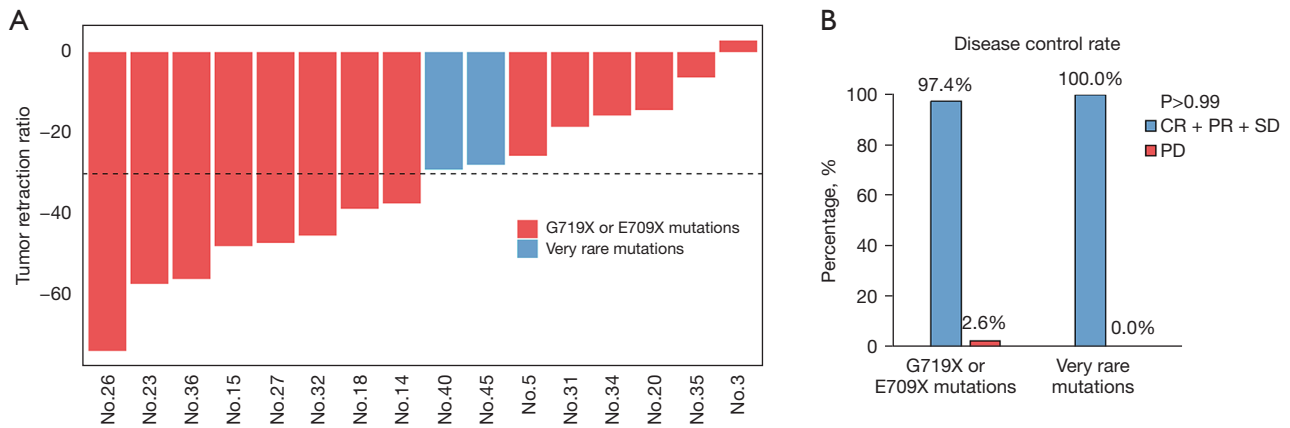 A
Tumor retraction ratio
0
−20
−40
−60
G719X or E709X mutations
Very rare mutations
No.26
No.23
No.36
No.15
No.27
No.32
No.18
No.14
No.40
No.45
No.5
No.31
No.34
No.20
No.35
No.3
B
Disease control rate
Percentage, %
100
80
60
40
20
0
97.4%
2.6%
100.0%
0.0%
P>0.99
CR + PR + SD
PD
G719X or
E709X mutations
Very rare
mutations